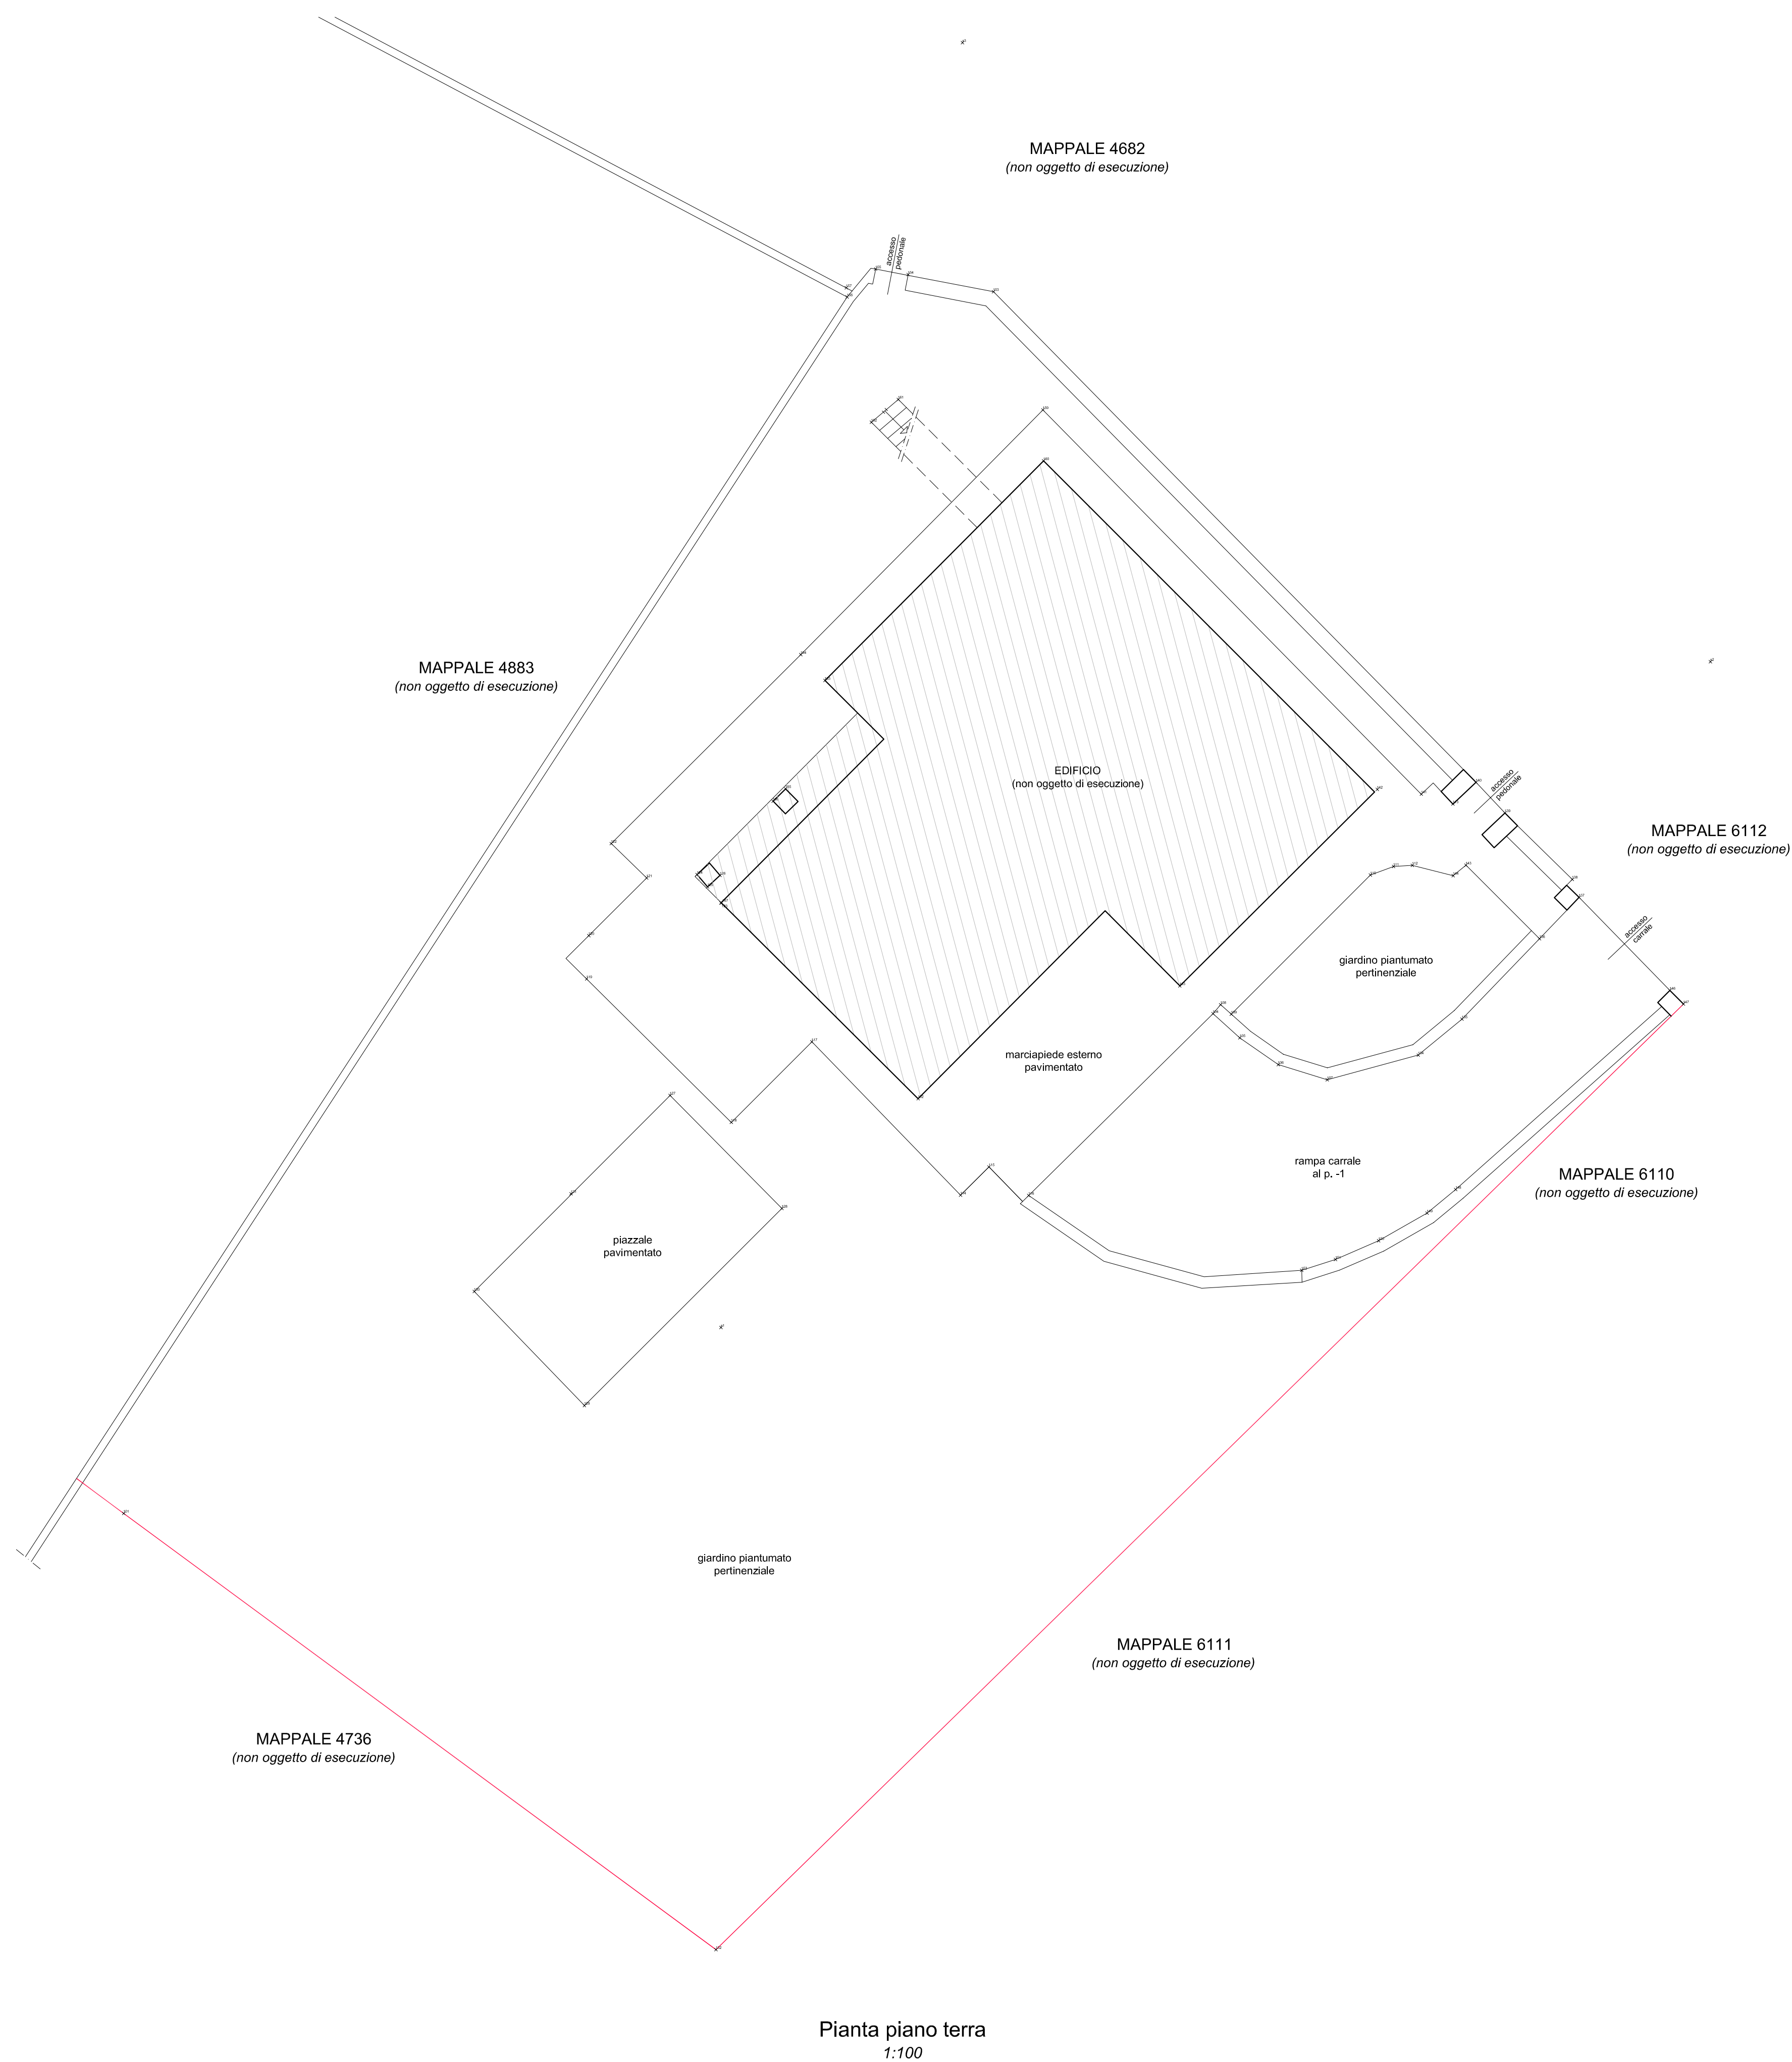 MAPPALE 4682
(non oggetto di esecuzione)
accesso
pedonale
MAPPALE 4883
(non oggetto di esecuzione)
EDIFICIO
(non oggetto di esecuzione)
accesso
pedonale
MAPPALE 6112
(non oggetto di esecuzione)
accesso
carrale
giardino piantumato
pertinenziale
marciapiede esterno
pavimentato
rampa carrale
al p. -1
MAPPALE 6110
(non oggetto di esecuzione)
piazzale
pavimentato
giardino piantumato
pertinenziale
MAPPALE 6111
(non oggetto di esecuzione)
MAPPALE 4736
(non oggetto di esecuzione)
Pianta piano terra
1:100